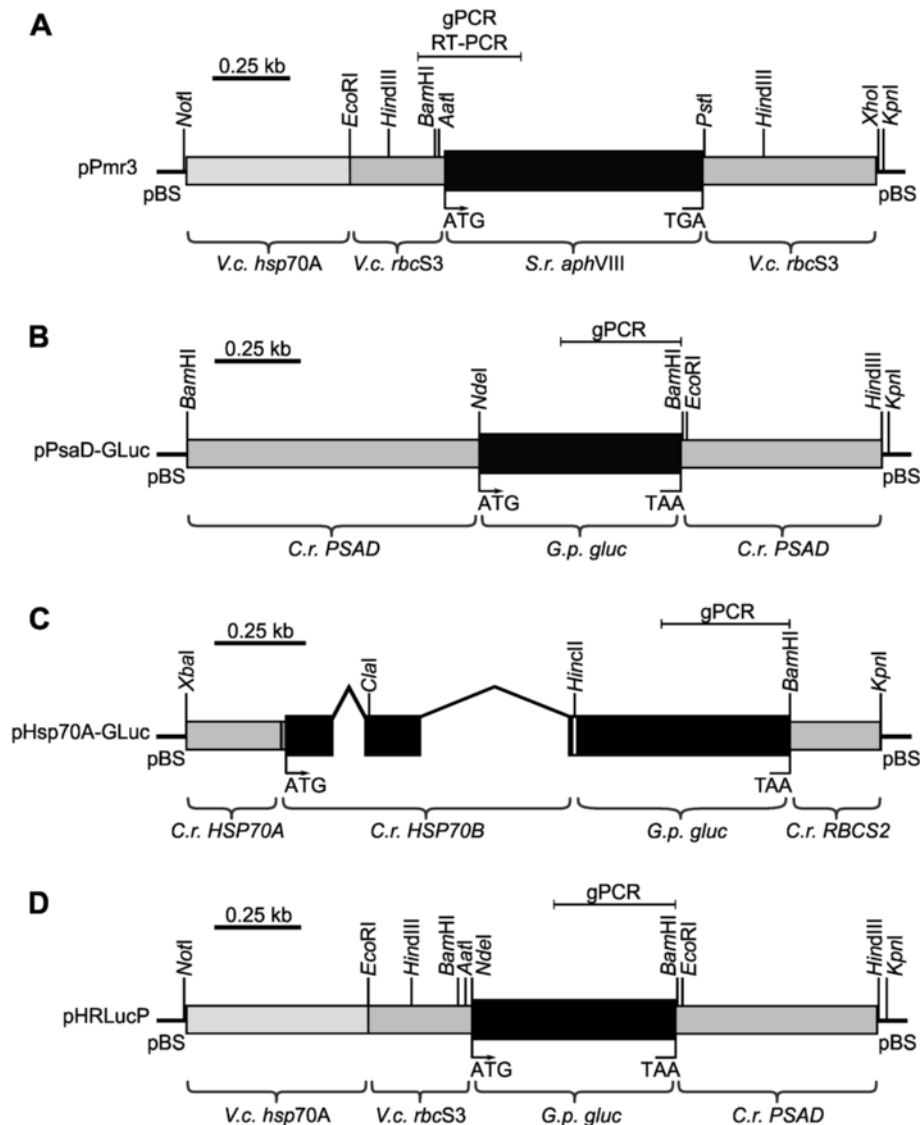 A
gPCR
RT-PCR
0.25 kb
NotI EcoRI HindIII BamHI AatI PstI HindIII XhoI KpnI
pPmr3
pBS pBS
ATG TGA
V.c. hsp70A V.c. rbcS3 S.r. aphVIII V.c. rbcS3
B
gPCR
0.25 kb
BamHI NdeI BamHI EcoRI HindIII KpnI
pPsaD-GLuc
pBS pBS
ATG TAA
C.r. PSAD G.p. gluc C.r. PSAD
C
gPCR
0.25 kb
XbaI ClaI HincII BamHI KpnI
pHsp70A-GLuc
pBS pBS
ATG TAA
C.r. HSP70A C.r. HSP70B G.p. gluc C.r. RBCS2
D
gPCR
0.25 kb
NotI EcoRI HindIII BamHI AatI NdeI BamHI EcoRI HindIII KpnI
pHRLucP
pBS pBS
ATG TAA
V.c. hsp70A V.c. rbcS3 G.p. gluc C.r. PSAD